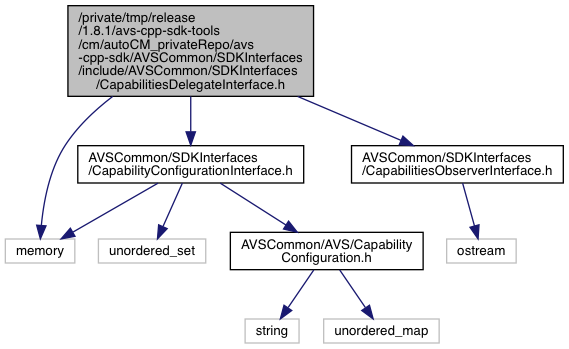 /private/tmp/release
/1.8.1/avs-cpp-sdk-tools
/cm/autoCM_privateRepo/avs
-cpp-sdk/AVSCommon/SDKInterfaces
/include/AVSCommon/SDKInterfaces
/CapabilitiesDelegateInterface.h
AVSCommon/SDKInterfaces
/CapabilityConfigurationInterface.h
AVSCommon/SDKInterfaces
/CapabilitiesObserverInterface.h
memory
unordered_set
AVSCommon/AVS/Capability
Configuration.h
ostream
string
unordered_map